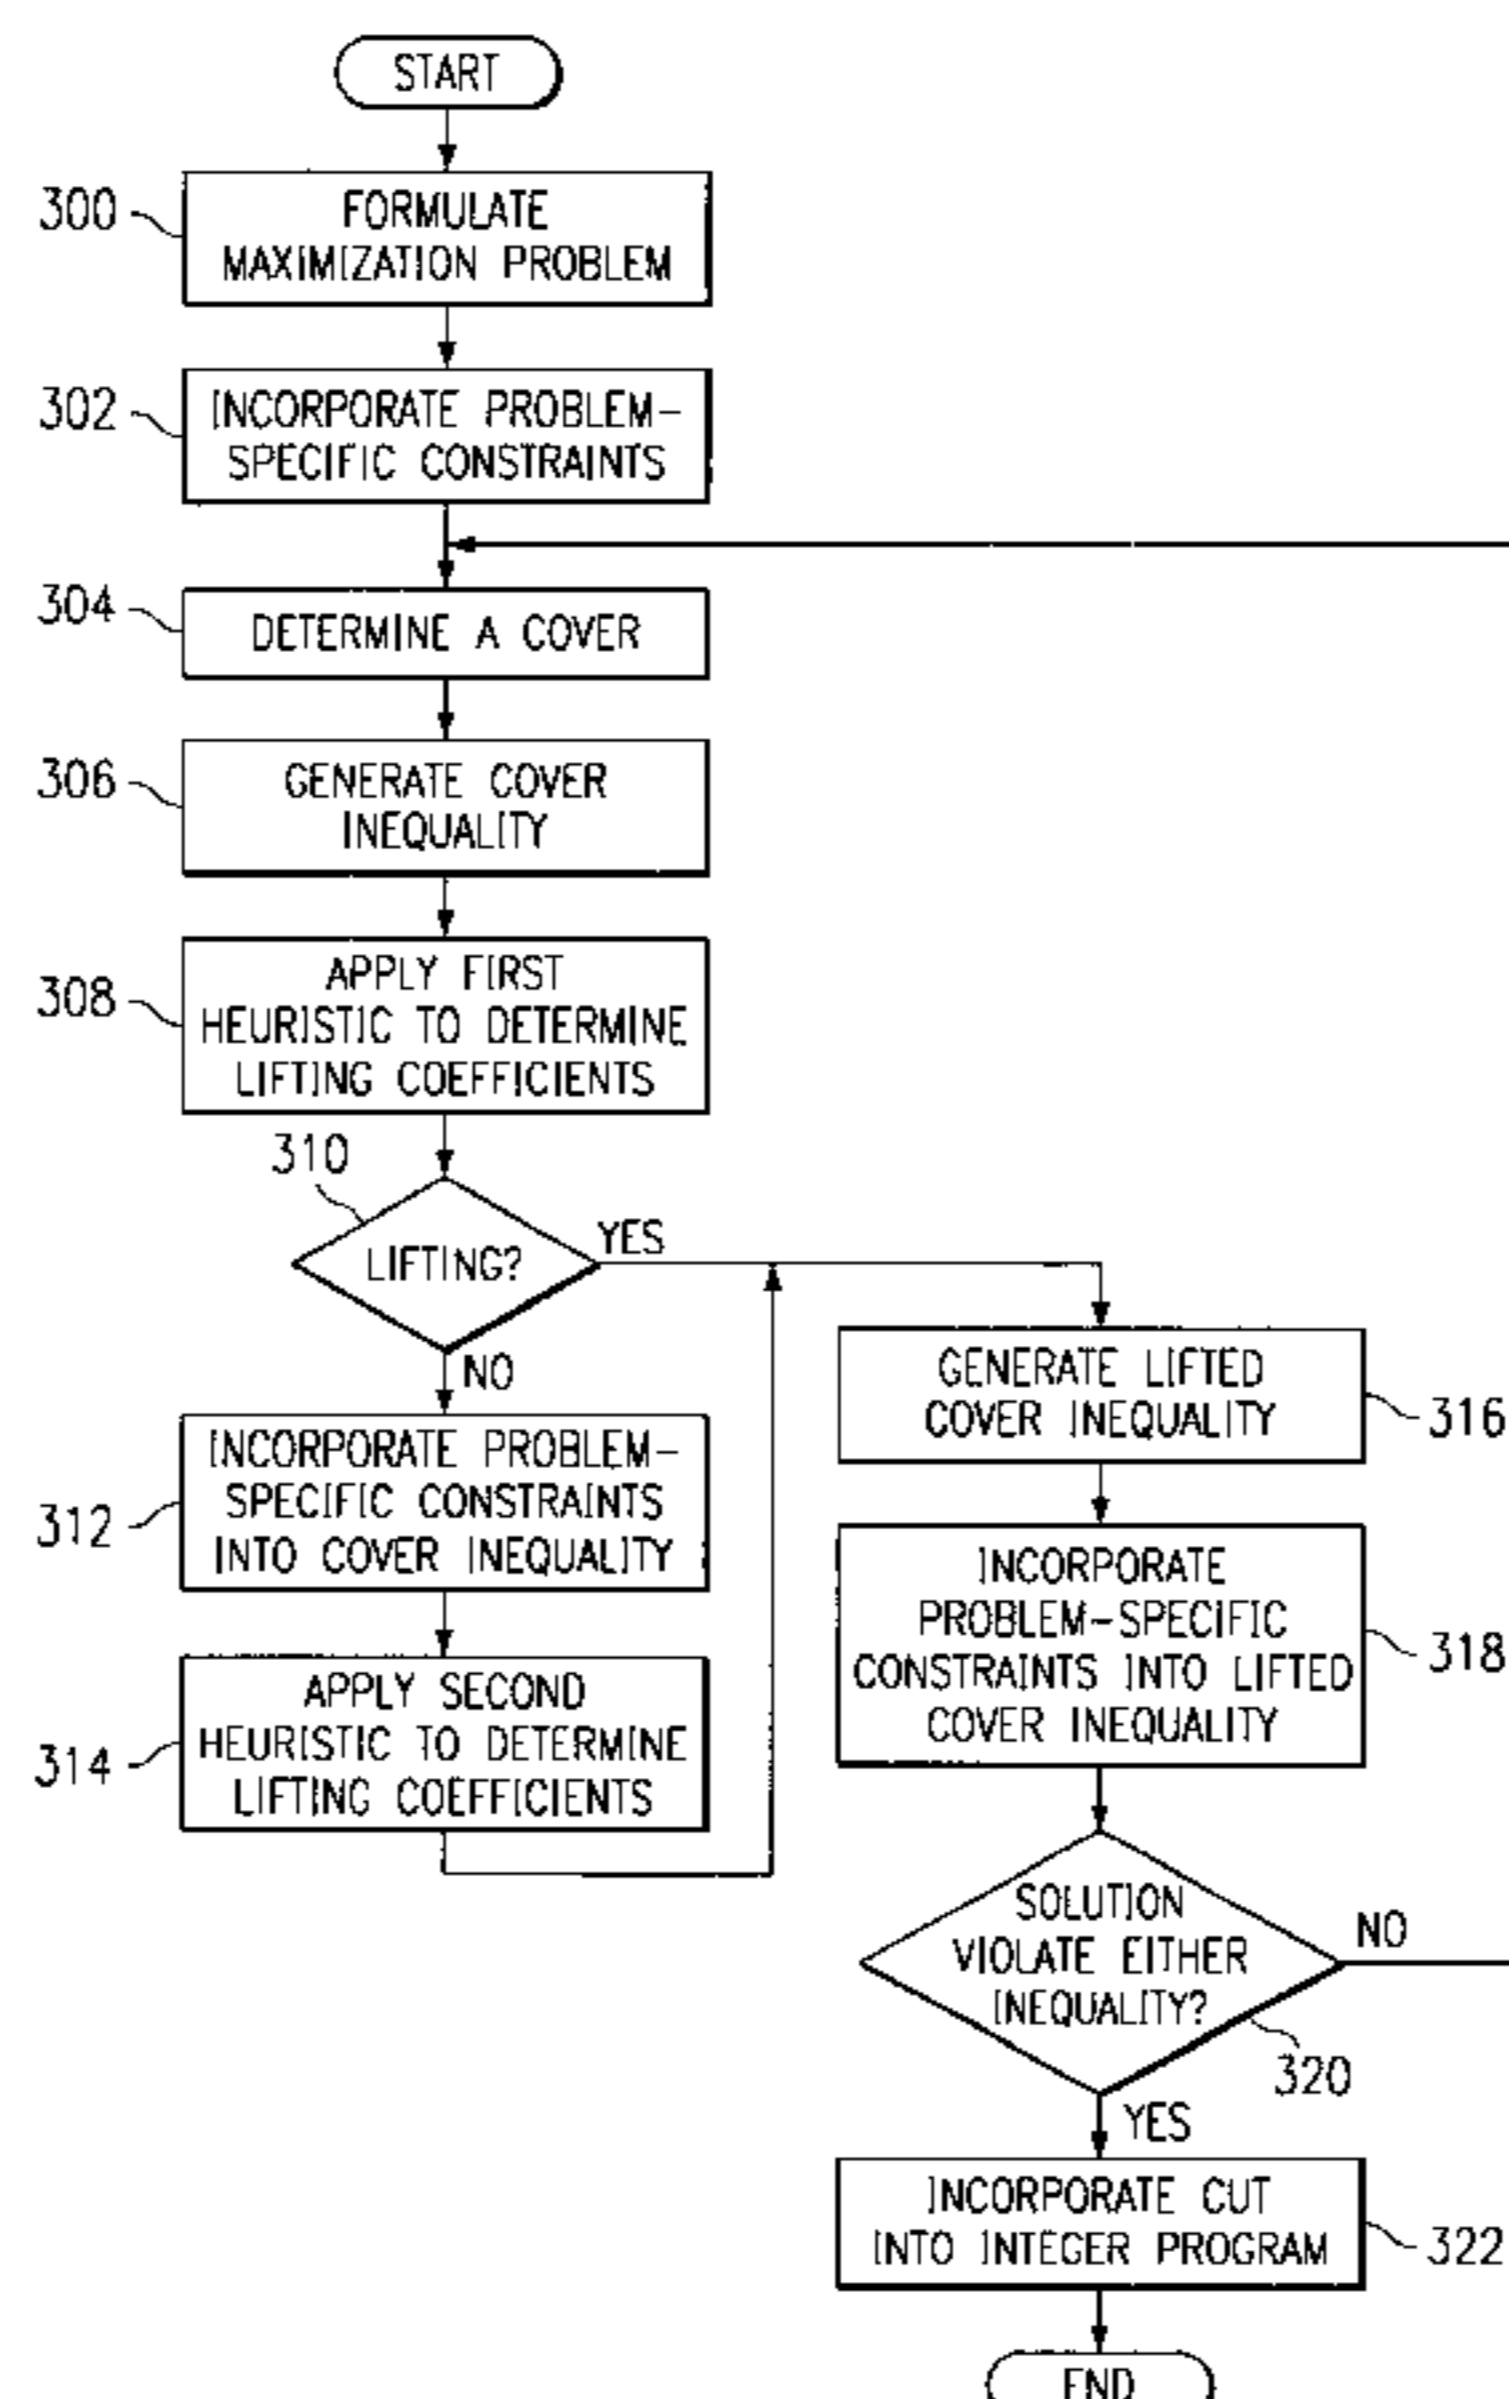 START
300
FORMULATE
MAXIMIZATION PROBLEM
302
INCORPORATE PROBLEM-
SPECIFIC CONSTRAINTS
304
DETERMINE A COVER
306
GENERATE COVER
INEQUALITY
308
APPLY FIRST
HEURISTIC TO DETERMINE
LIFTING COEFFICIENTS
310
LIFTING?
YES
NO
312
INCORPORATE PROBLEM-
SPECIFIC CONSTRAINTS
INTO COVER INEQUALITY
314
APPLY SECOND
HEURISTIC TO DETERMINE
LIFTING COEFFICIENTS
GENERATE LIFTED
COVER INEQUALITY
316
INCORPORATE
PROBLEM-SPECIFIC
CONSTRAINTS INTO LIFTED
COVER INEQUALITY
318
SOLUTION
VIOLATE EITHER
INEQUALITY?
NO
320
YES
INCORPORATE CUT
INTO INTEGER PROGRAM
322
END